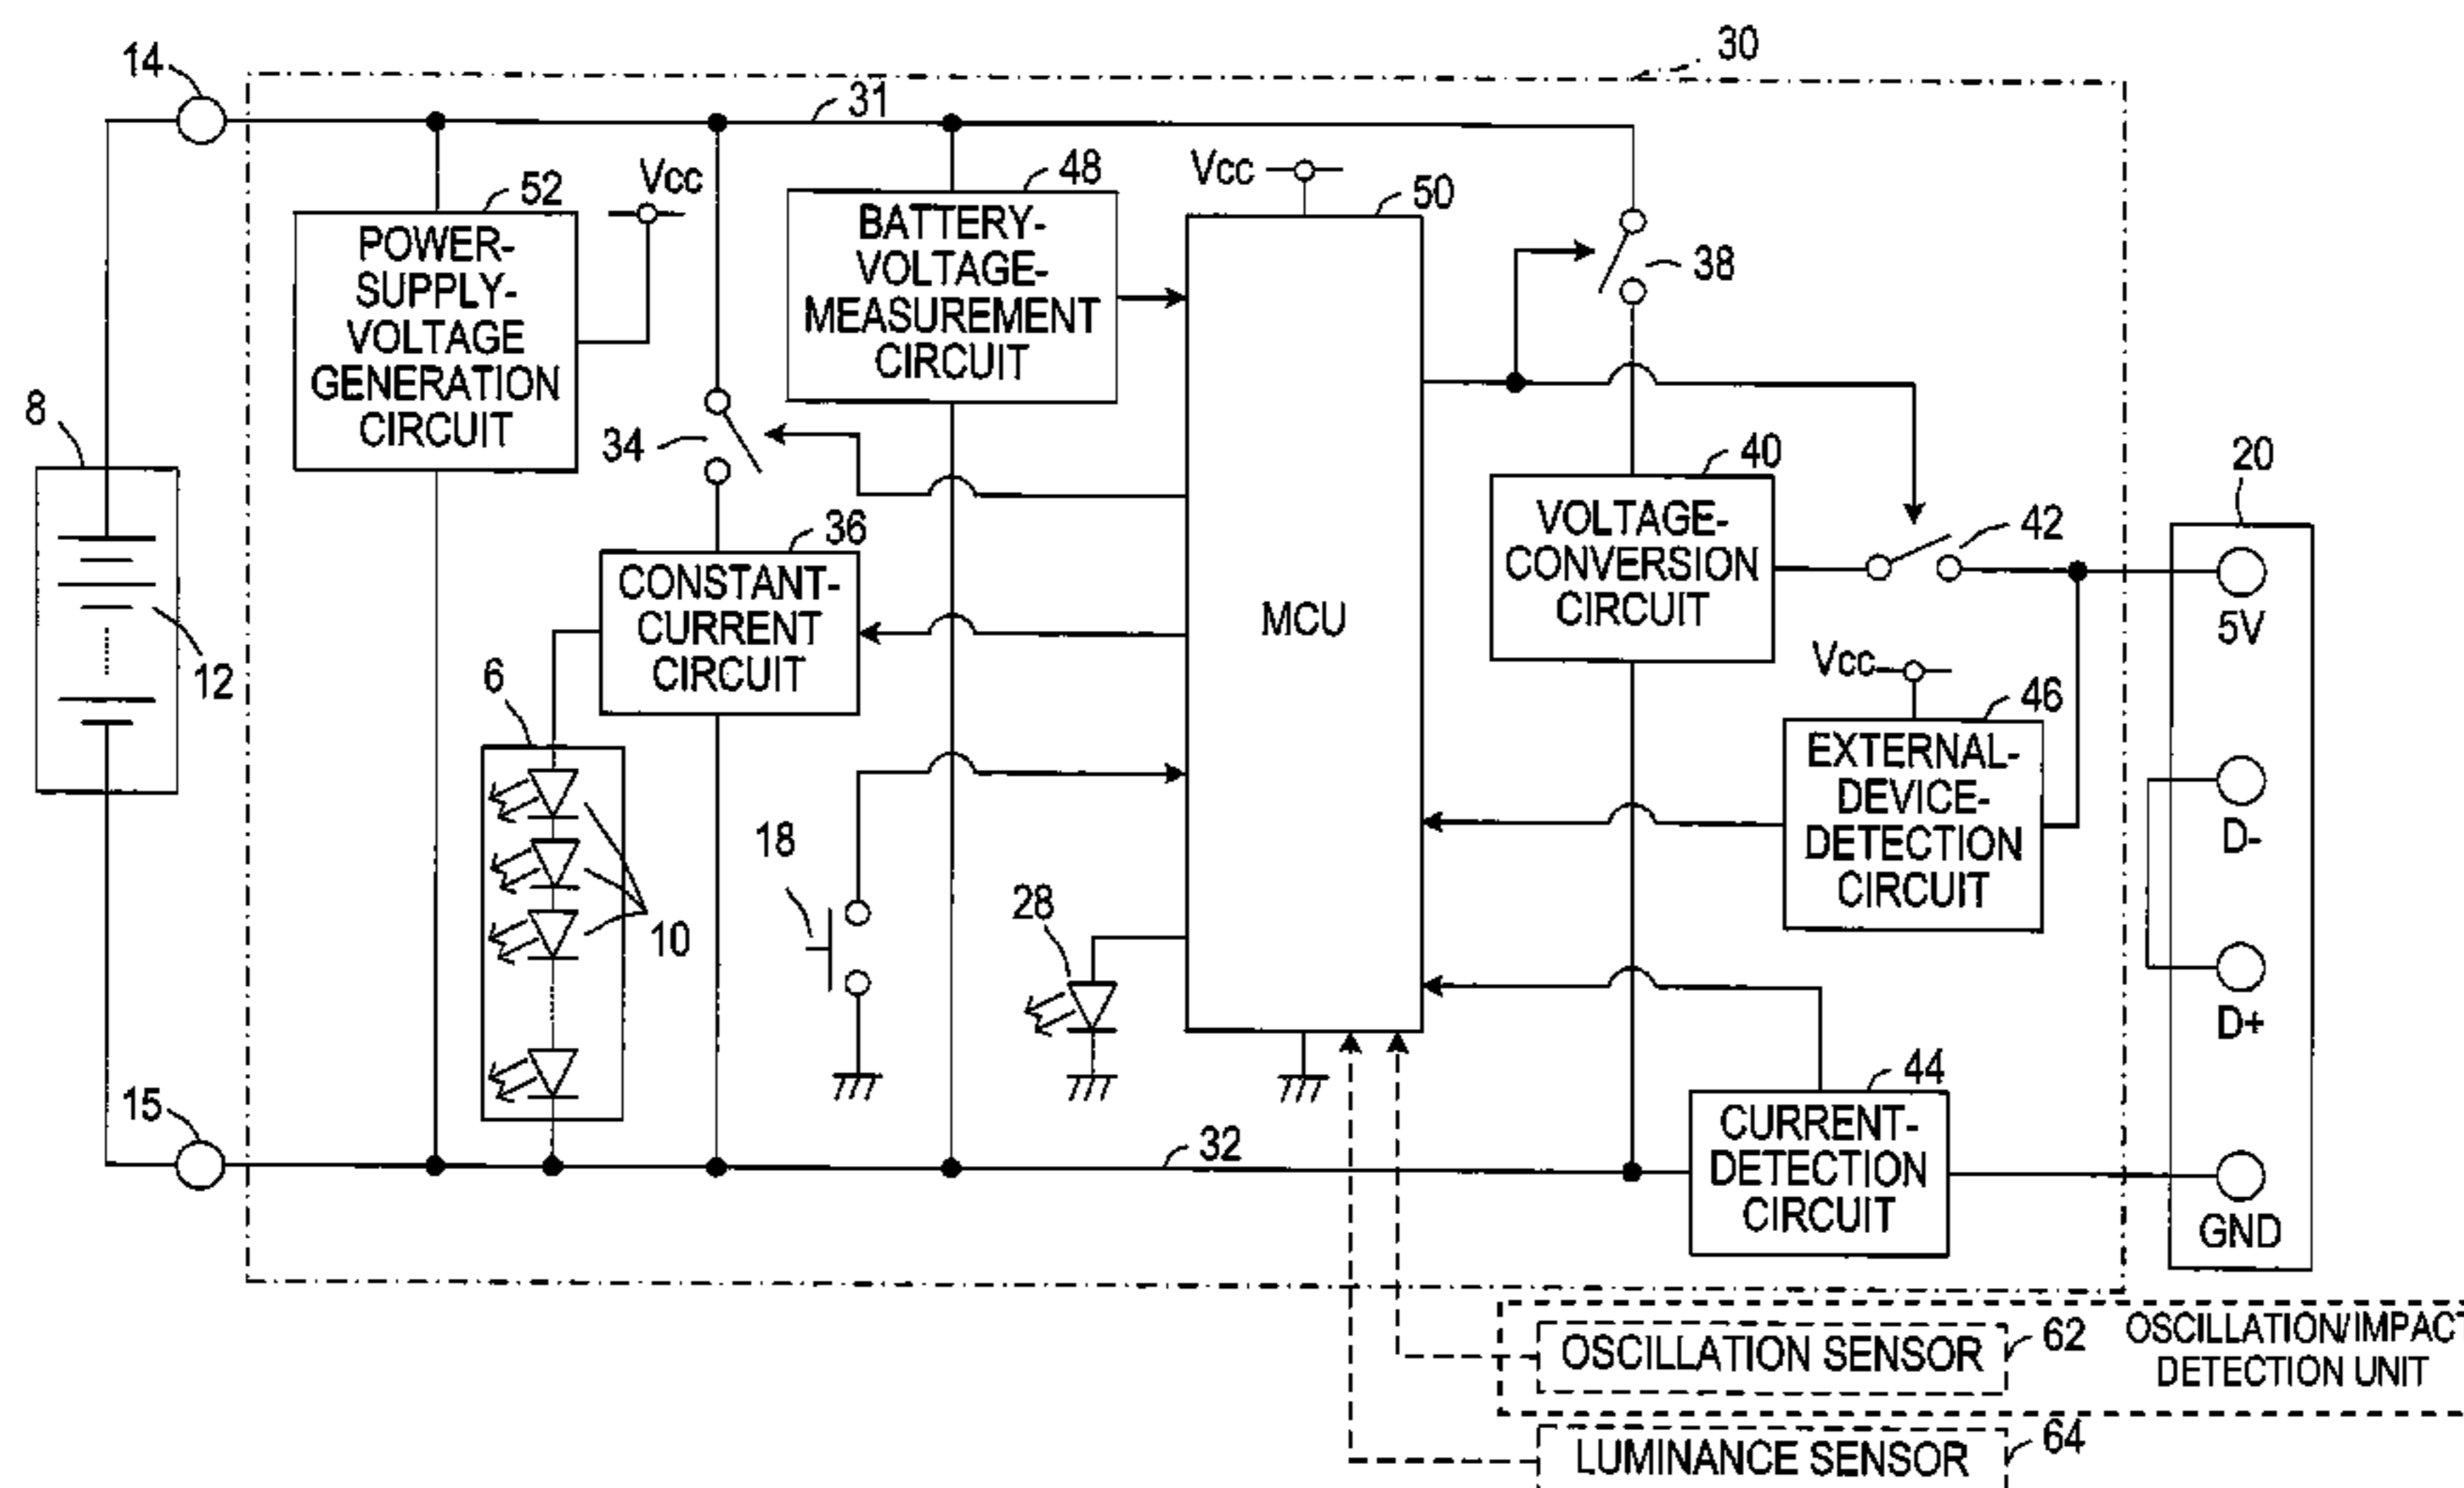 30
14
31
52
Vcc
48
Vcc
50
POWER-
SUPPLY-
VOLTAGE
GENERATION
CIRCUIT
BATTERY-
VOLTAGE-
MEASUREMENT
CIRCUIT
38
8
34
40
20
36
VOLTAGE-
CONVERSION
CIRCUIT
42
CONSTANT-
CURRENT
CIRCUIT
MCU
5V
12
6
Vcc
46
EXTERNAL-
DEVICE-
DETECTION
CIRCUIT
D-
18
10
28
D+
15
44
32
CURRENT-
DETECTION
CIRCUIT
GND
OSCILLATION SENSOR
62
OSCILLATION/IMPACT
DETECTION UNIT
LUMINANCE SENSOR
64